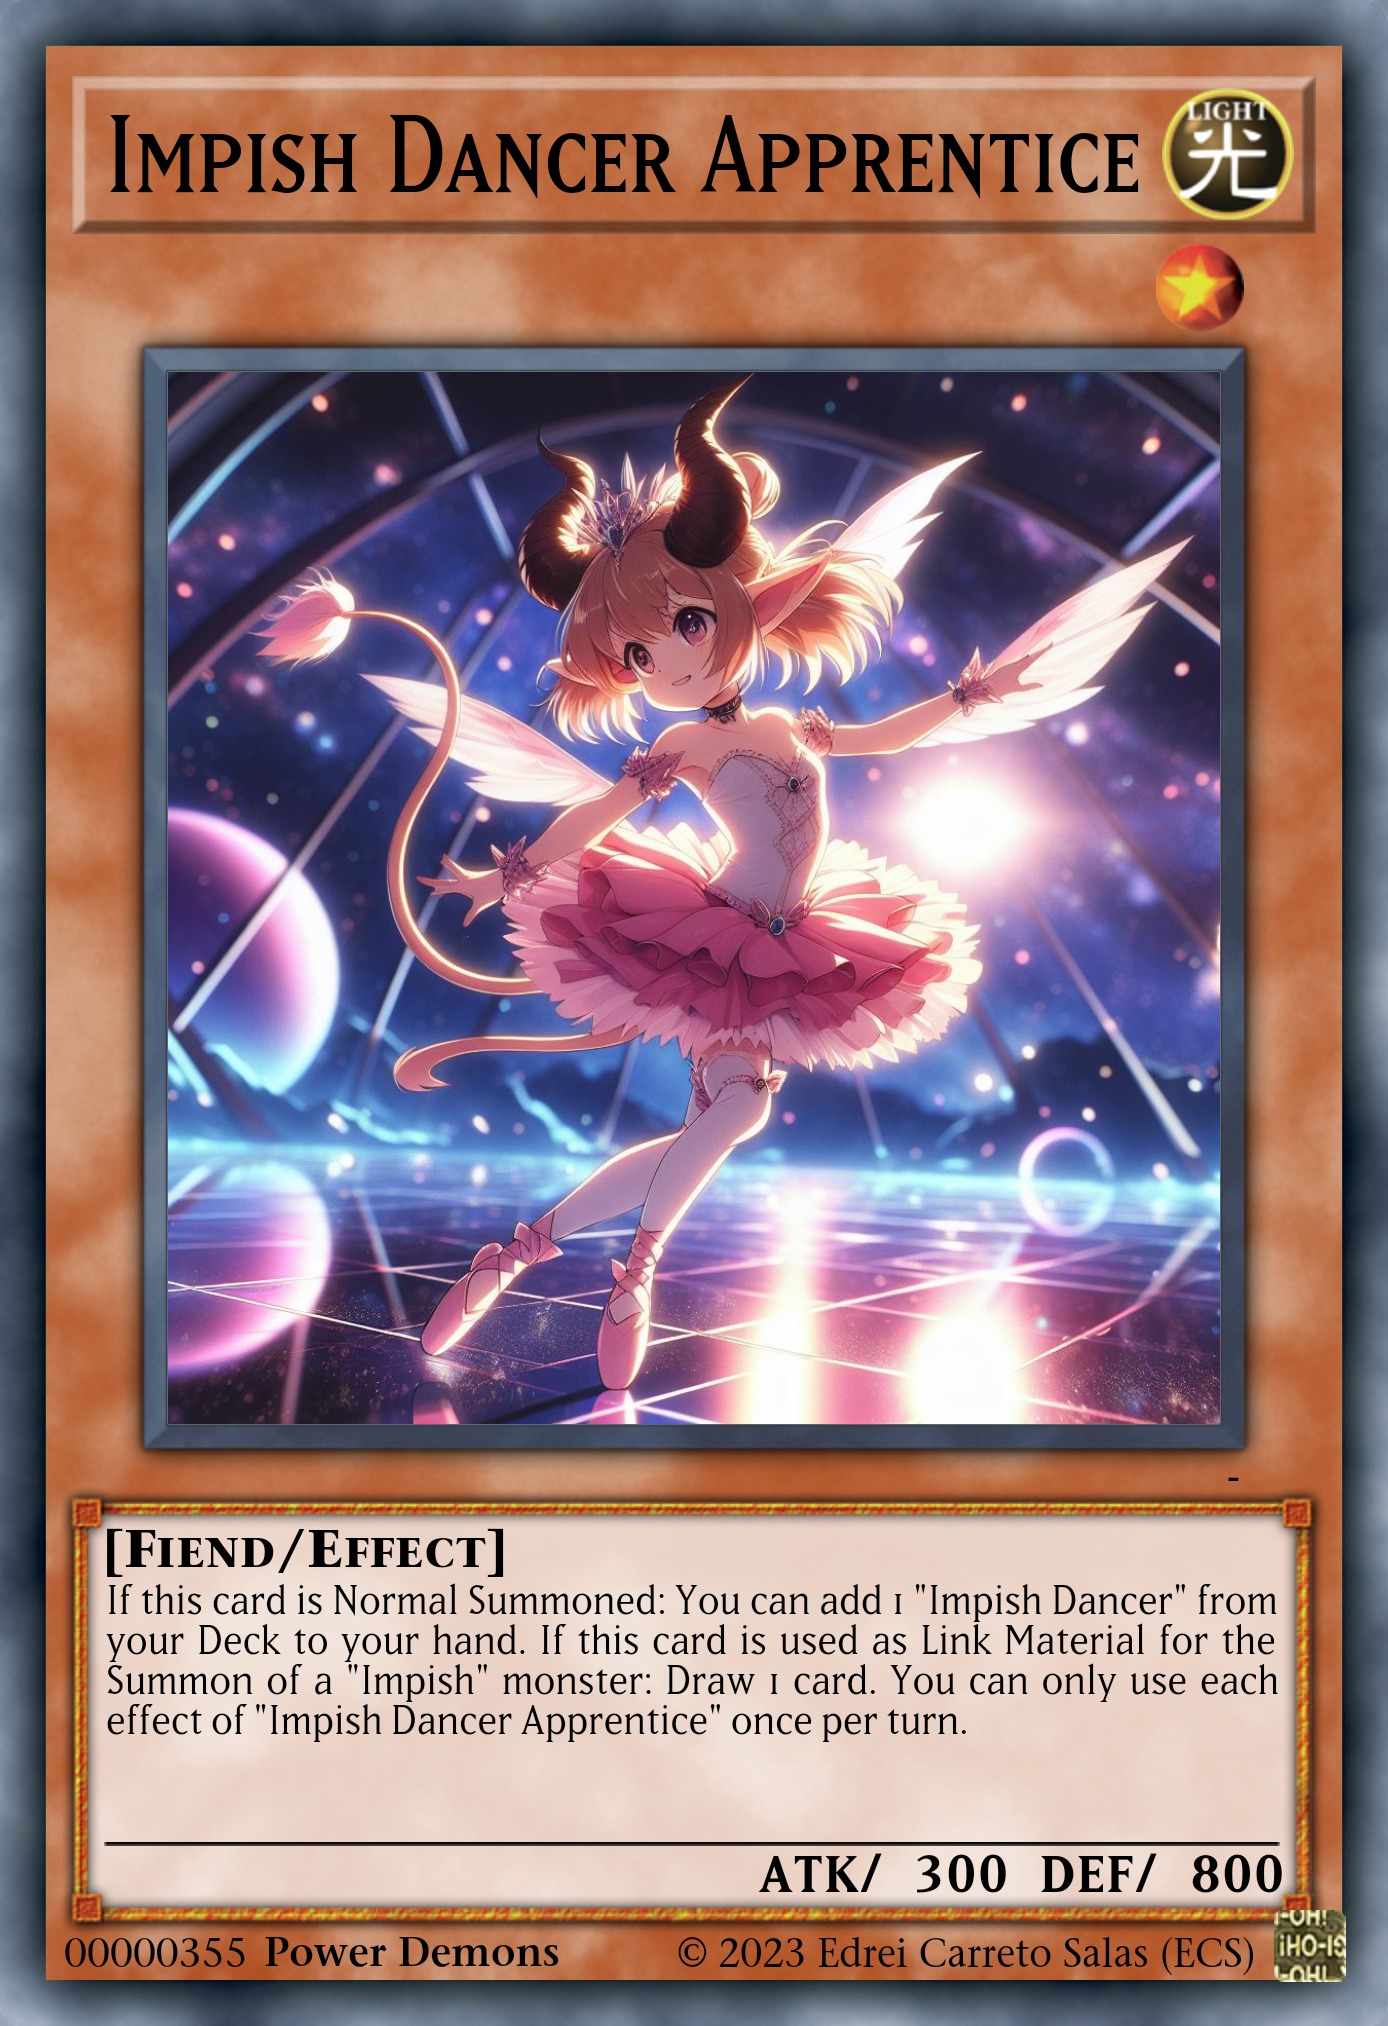 Impish Dancer Apprentice
LIGHT
光
-
[Fiend/Effect]
If this card is Normal Summoned: You can add 1 "Impish Dancer" from
your Deck to your hand. If this card is used as Link Material for the
Summon of a "Impish" monster: Draw 1 card. You can only use each
effect of "Impish Dancer Apprentice" once per turn.
ATK/ 300 DEF/ 800
00000355 Power Demons
© 2023 Edrei Carreto Salas (ECS)